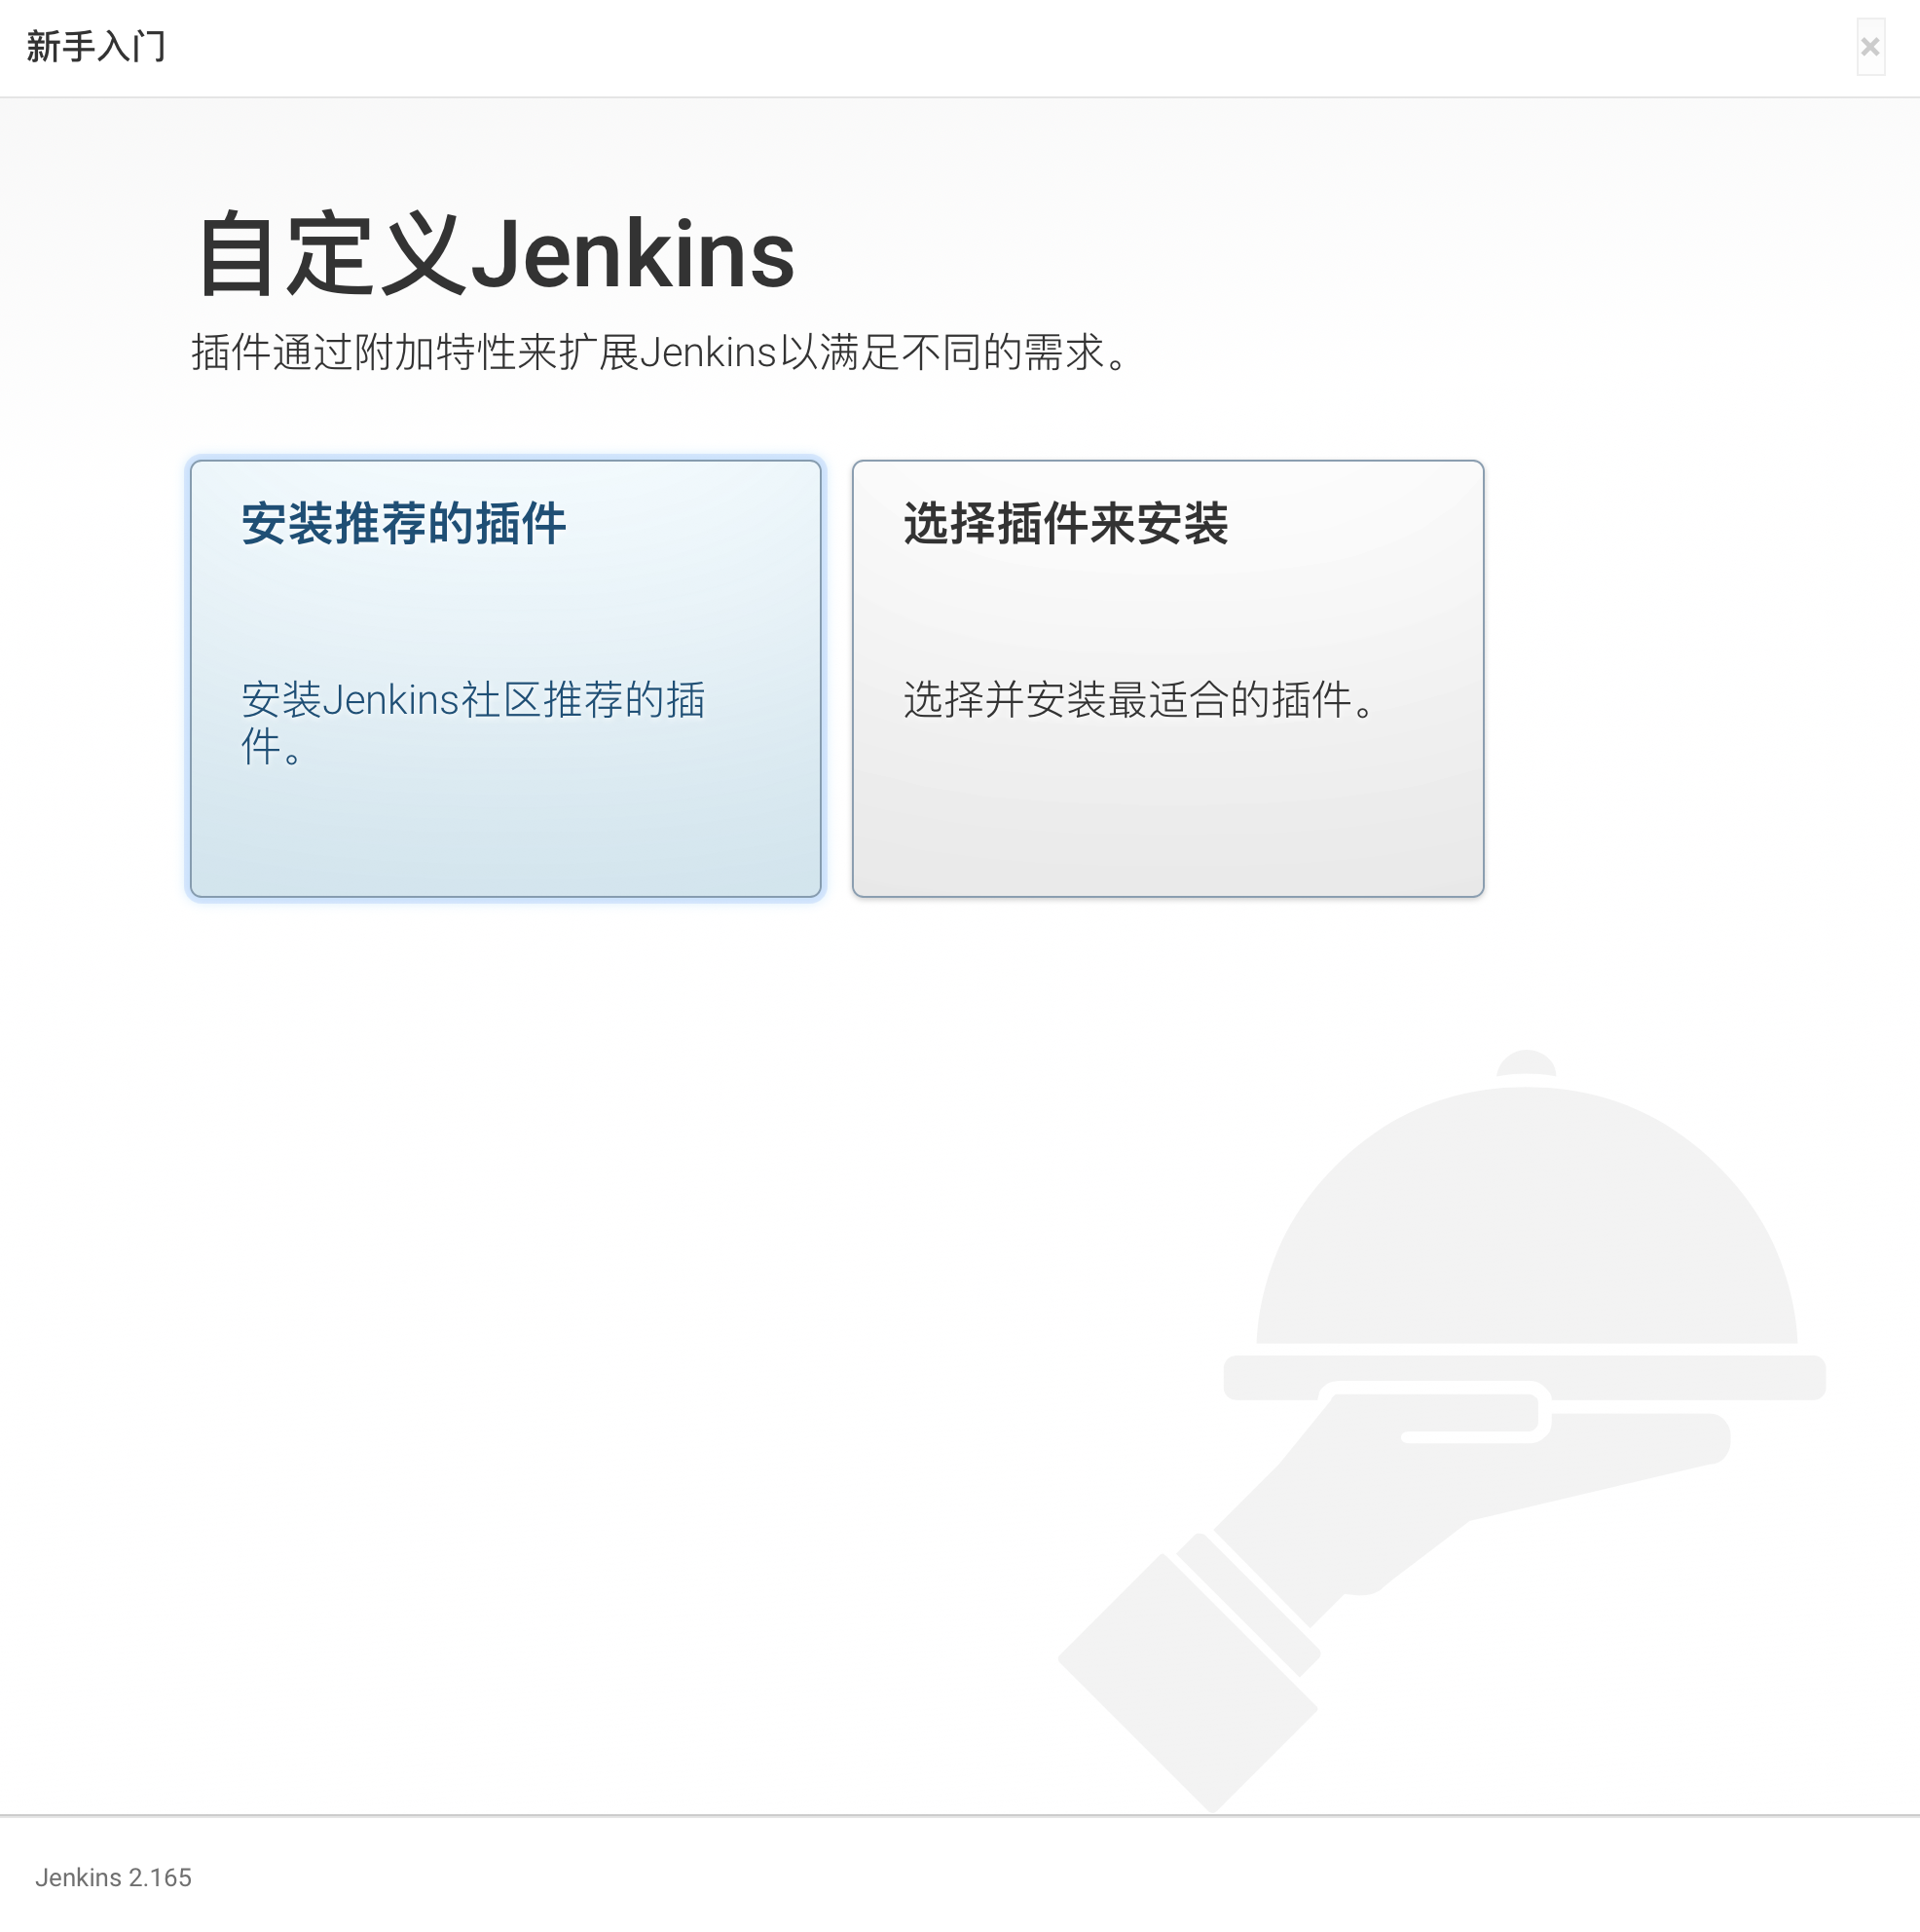 新手入门
×
自定义Jenkins
插件通过附加特性来扩展Jenkins以满足不同的需求。
安装推荐的插件
安装Jenkins社区推荐的插
件。
选择插件来安装
选择并安装最适合的插件。
Jenkins 2.165